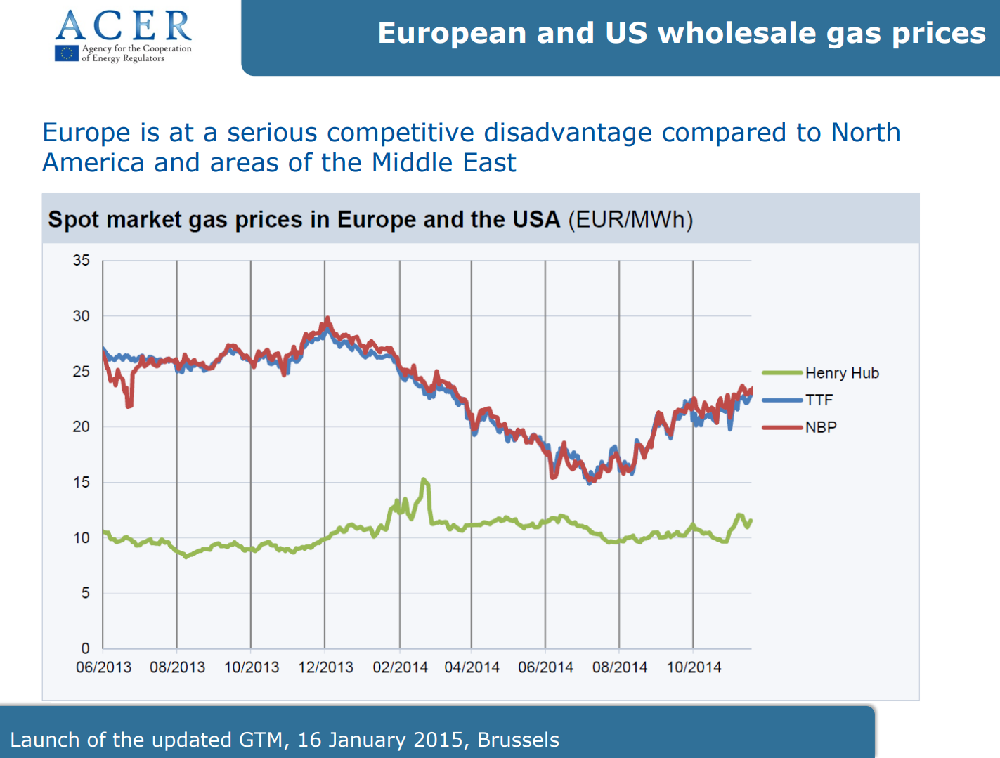 ACER
Agency for the Cooperation
of Energy Regulators
European and US wholesale gas prices
Europe is at a serious competitive disadvantage compared to North
America and areas of the Middle East
Spot market gas prices in Europe and the USA (EUR/MWh)
35
30
25
20
15
10
5
0
06/2013 08/2013 10/2013 12/2013 02/2014 04/2014 06/2014 08/2014 10/2014
Henry Hub
TTF
NBP
Launch of the updated GTM, 16 January 2015, Brussels